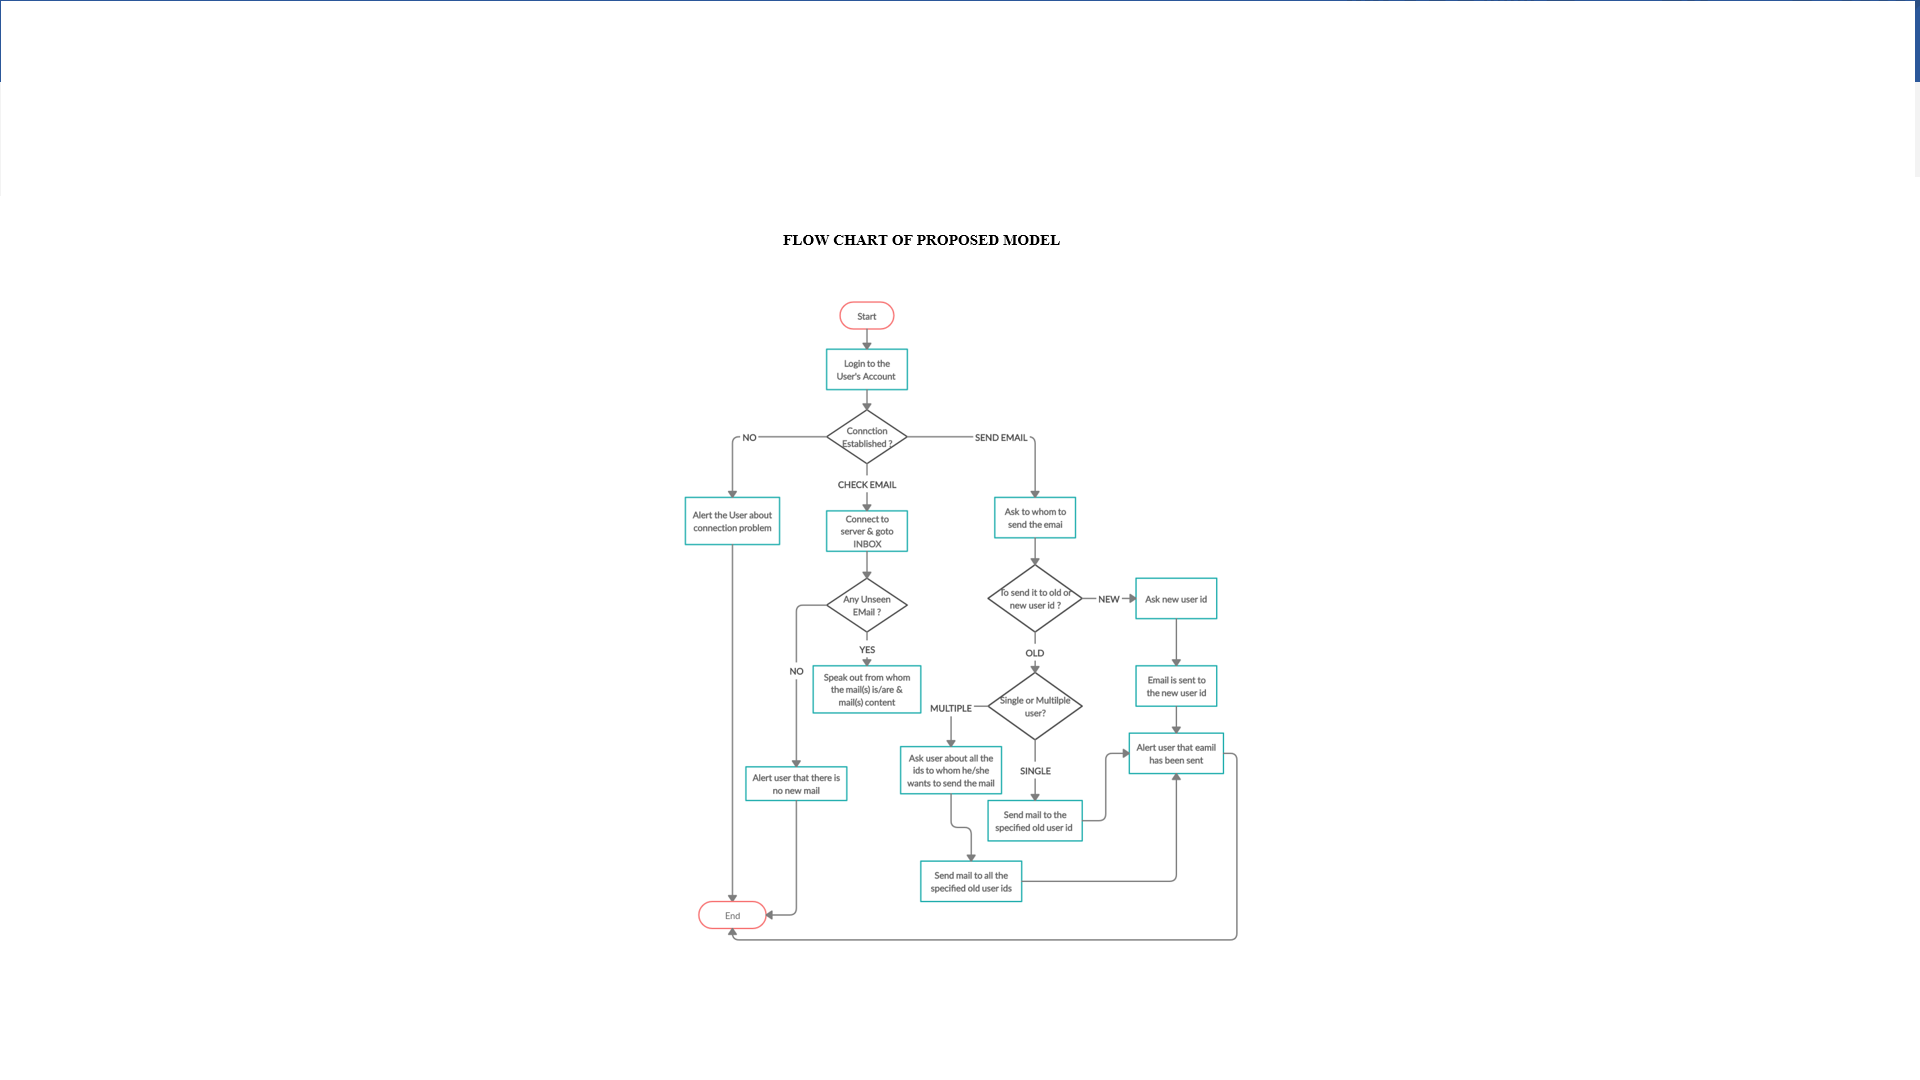 FLOW CHART OF PROPOSED MODEL
Start
Login to the
User's Account
Connction
Established ?
NO
SEND EMAIL
CHECK EMAIL
Alert the User about
connection problem
Connect to
server & goto
INBOX
Ask to whom to
send the emai
Any Unseen
EMail ?
To send it to old or
new user id ?
NEW
Ask new user id
YES
OLD
NO
Speak out from whom
the mail(s) is/are &
mail(s) content
Email is sent to
the new user id
Single or Multilple
user?
MULTIPLE
Alert user that eamil
has been sent
Ask user about all the
ids to whom he/she
wants to send the mail
SINGLE
Alert user that there is
no new mail
Send mail to the
specified old user id
Send mail to all the
specified old user ids
End